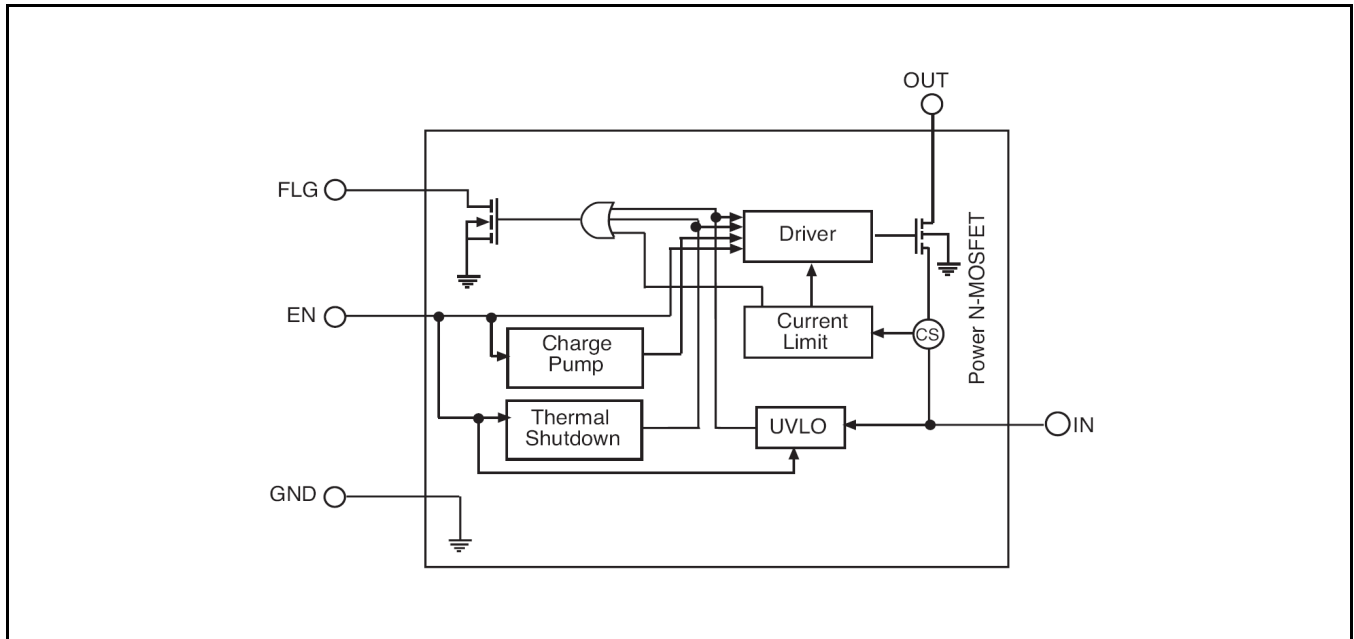 OUT
FLG
Driver
Power N-MOSFET
EN
Current
Limit
CS
Charge
Pump
Thermal
Shutdown
UVLO
IN
GND